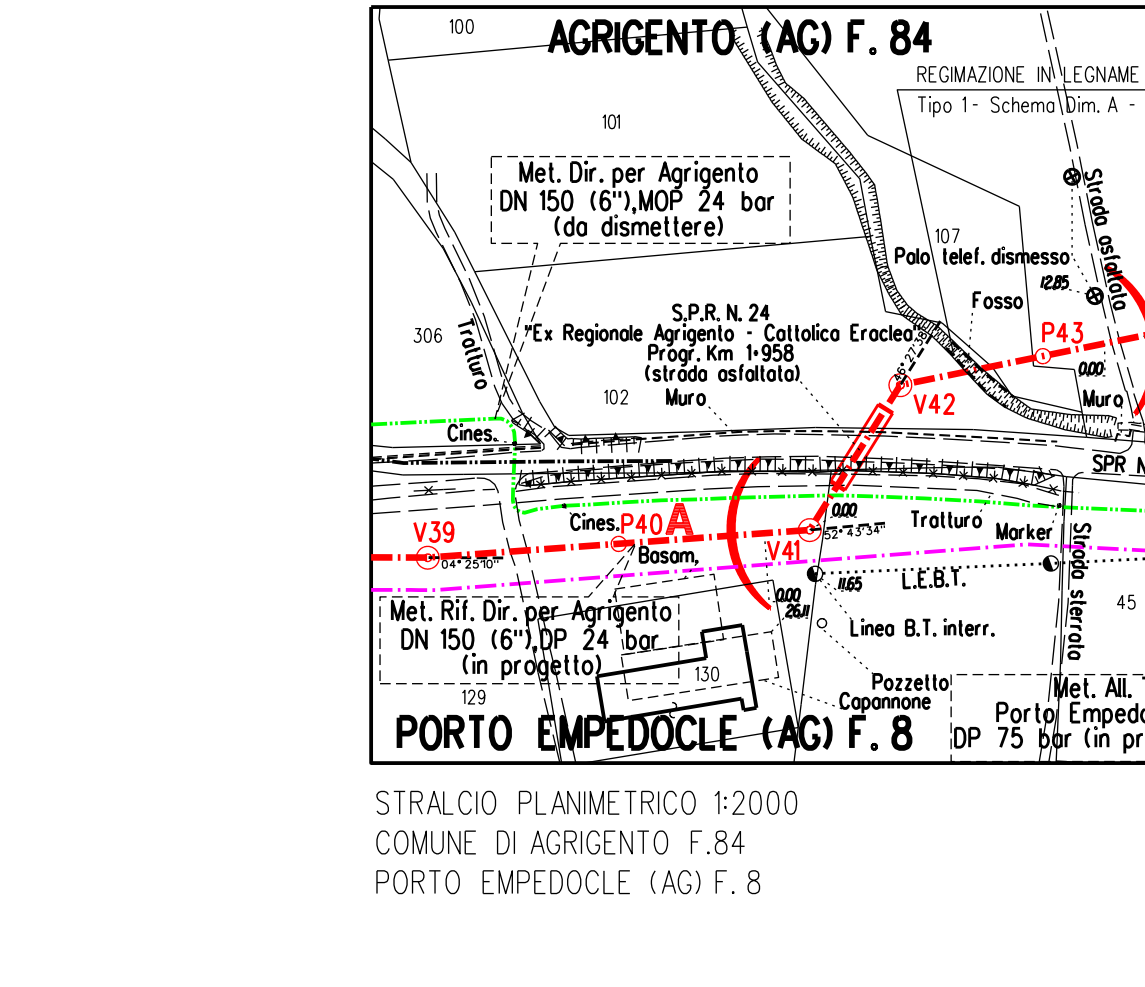 AGRIGENTO (AG) F. 84
100
REGIMAZIONE IN LEGNAME
Tipo 1- Schema Dim. A -
101
Met. Dir. per Agrigento
DN 150 (6"),MOP 24 bar
(da dismettere)
Strada asfaltata
107
Palo telef. dismesso
12.85
Fosso
S.P.R. N. 24
"Ex Regionale Agrigento - Cattolica Eraclea"
Progr. Km 1+958
(strada asfaltata)
306
Tratturo
46°27'38"
P43
0.00
102
Muro
V42
Muro
Cines.
SPR N
Cines.
P40
A
0.00
Tratturo
Marker
V39
V41
52°43'34"
04°25'10"
Basam,
Strada sterrata
11.65
L.E.B.T.
0.00
26.11
45
Met. Rif. Dir. per Agrigento
DN 150 (6"),DP 24 bar
(in progetto)
Linea B.T. interr.
130
Pozzetto
129
Capannone
Met. All.
Porto Empedo
DP 75 bar (in pr
PORTO EMPEDOCLE (AG) F. 8
STRALCIO PLANIMETRICO 1:2000
COMUNE DI AGRIGENTO F.84
PORTO EMPEDOCLE (AG) F. 8